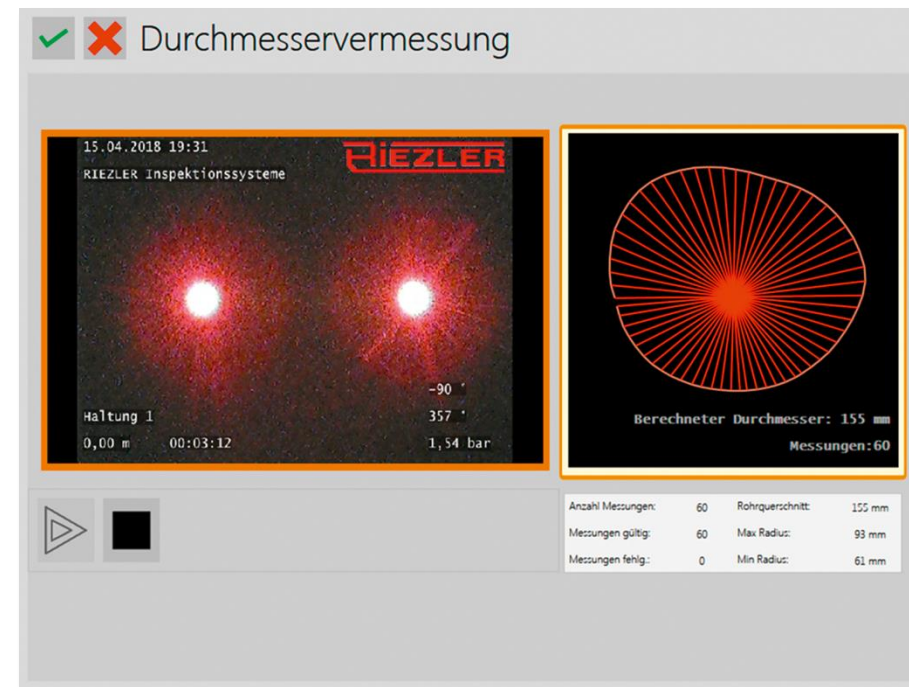 Durchmesservermessung
15.04.2018 19:31
RIEZLER
RIEZLER Inspektionssysteme
-90 °
Haltung 1
357 °
0,00 m 00:03:12
1,54 bar
Berechneter Durchmesser: 155 mm
Messungen:60
Anzahl Messungen: 60 Rohrquerschnitt: 155 mm
Messungen gültig: 60 Max Radius: 93 mm
Messungen fehlg.: 0 Min Radius: 61 mm